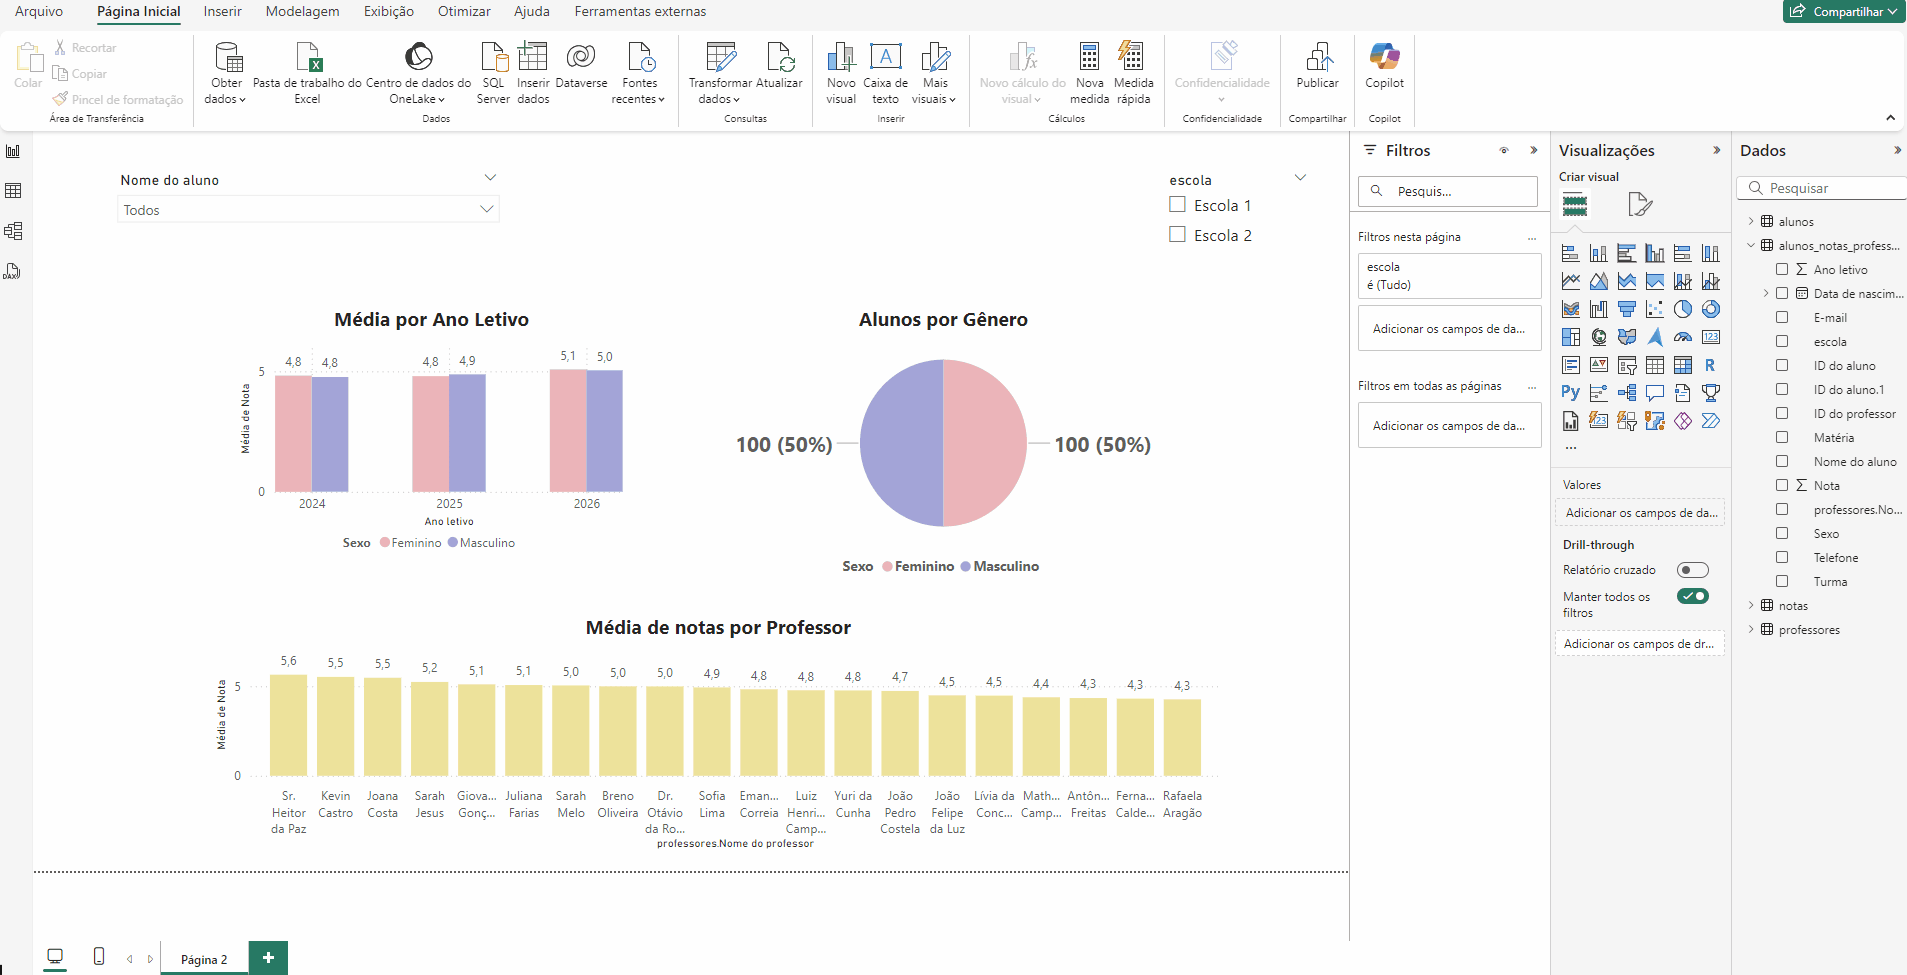 Arquivo Página Inicial Inserir Modelagem Exibição Otimizar Ajuda Ferramentas externas Compartilhar
Colar
Recortar
Copiar
Pincel de formatação
Área de Transferência
Obter dados
Pasta de trabalho do Excel
Centro de dados do OneLake
SQL Server
Inserir dados
Dataverse
Fontes recentes
Dados
Transformar dados
Atualizar
Consultas
Novo visual
Caixa de texto
Mais visuais
Inserir
Novo cálculo do visual
Nova medida
Medida rápida
Cálculos
Confidencialidade
Confidencialidade
Publicar
Compartilhar
Copilot
Copilot
Nome do aluno
Todos
escola
Escola 1
Escola 2
Média por Ano Letivo
Média de Nota
5
0
4,8 4,8 4,8 4,9 5,1 5,0
2024 2025 2026
Ano letivo
Sexo Feminino Masculino
Alunos por Gênero
100 (50%) 100 (50%)
Sexo Feminino Masculino
Média de notas por Professor
Média de Nota
5
0
5,6 5,5 5,5 5,2 5,1 5,1 5,0 5,0 5,0 4,9 4,8 4,8 4,8 4,7 4,5 4,5 4,4 4,3 4,3 4,3
Sr. Heitor da Paz
Kevin Castro
Joana Costa
Sarah Jesus
Giova... Gonç...
Juliana Farias
Sarah Melo
Breno Oliveira
Dr. Otávio da Ro...
Sofia Lima
Eman... Correia
Luiz Henri... Camp...
Yuri da Cunha
João Pedro Costela
João Felipe da Luz
Lívia da Conc...
Math... Camp...
Antôn... Freitas
Ferna... Calde...
Rafaela Aragão
professores.Nome do professor
Página 2
+
Filtros
Pesquis...
Filtros nesta página ...
escola
é (Tudo)
Adicionar os campos de da...
Filtros em todas as páginas ...
Adicionar os campos de da...
Visualizações
Criar visual
123
R
Py
123
...
Valores
Adicionar os campos de da...
Drill-through
Relatório cruzado
Manter todos os
filtros
Adicionar os campos de dr...
Dados
Pesquisar
alunos
alunos_notas_profess...
Ano letivo
Data de nascim...
E-mail
escola
ID do aluno
ID do aluno.1
ID do professor
Matéria
Nome do aluno
Nota
professores.No...
Sexo
Telefone
Turma
notas
professores
DAX